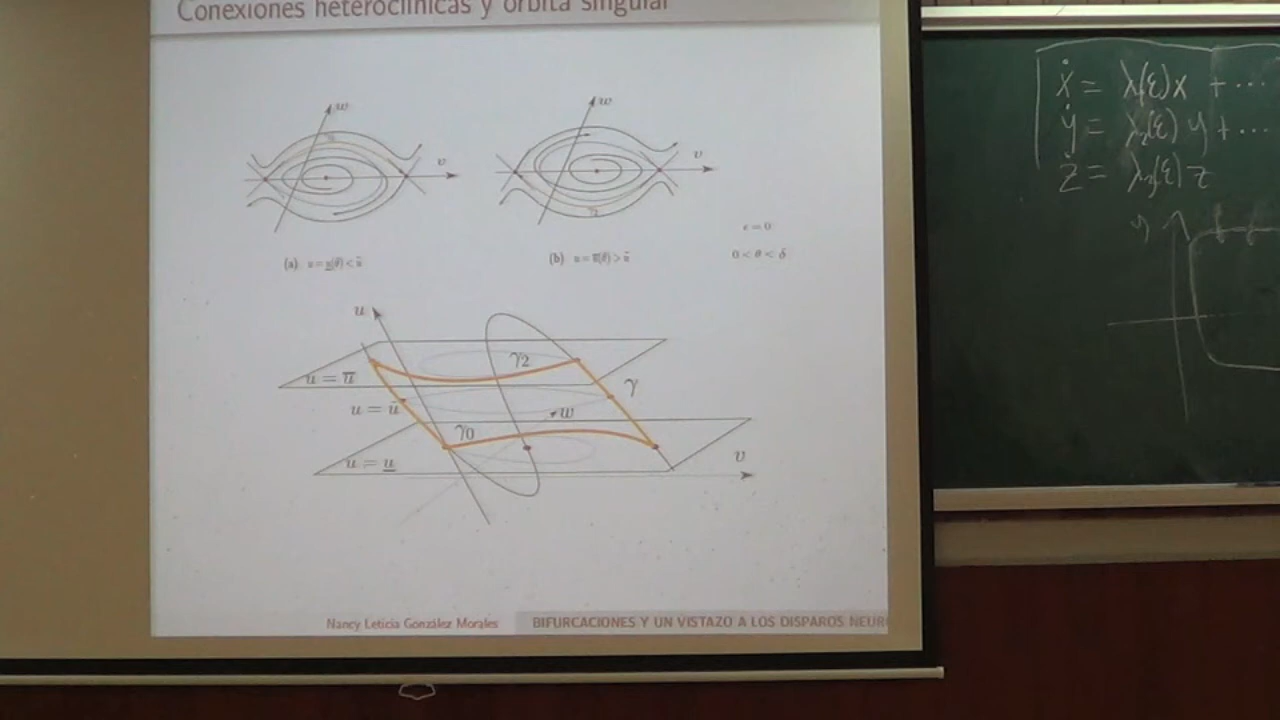 Conexiones heteroclínicas y órbita singular
w
v
w
v
ε = 0
(a) u = u̲(θ) < ũ
(b) u = u̅(θ) > ũ
0 < θ < δ
u
γ₂
u = u̅
γ
u = ũ
w
γ₀
u = u̲
v
Nancy Leticia González Morales
BIFURCACIONES Y UN VISTAZO A LOS DISPAROS NEUR
ẋ = λ(ε)x + ...
ẏ = λ₂(ε) y + ...
ż = λ₃(ε) z